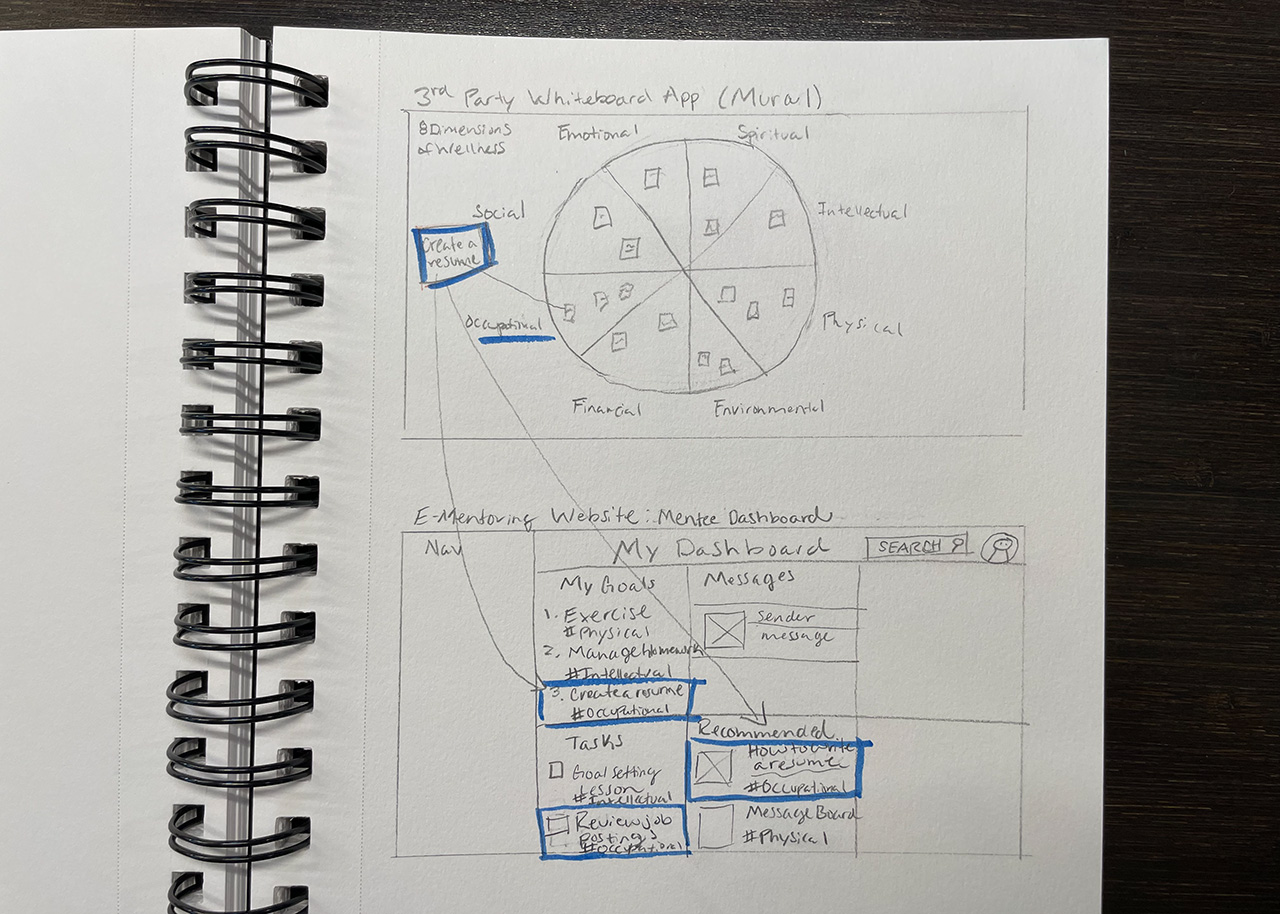 3rd Party Whiteboard App (Mural)
8 Dimensions
of Wellness
Emotional
Spiritual
Social
Intellectual
Create a
resume
Occupational
Physical
Financial
Environmental
E-Mentoring Website: Mentee Dashboard
Nav
My Dashboard
SEARCH
My Goals
1. Exercise
#Physical
2. Manage Homework
#Intellectual
3. Create a resume
#Occupational
Messages
Sender
message
Tasks
Goal setting
Lesson
#Intellectual
Review job
postings
#Occupational
Recommended
How to write
a resume
#Occupational
Message Board
#Physical